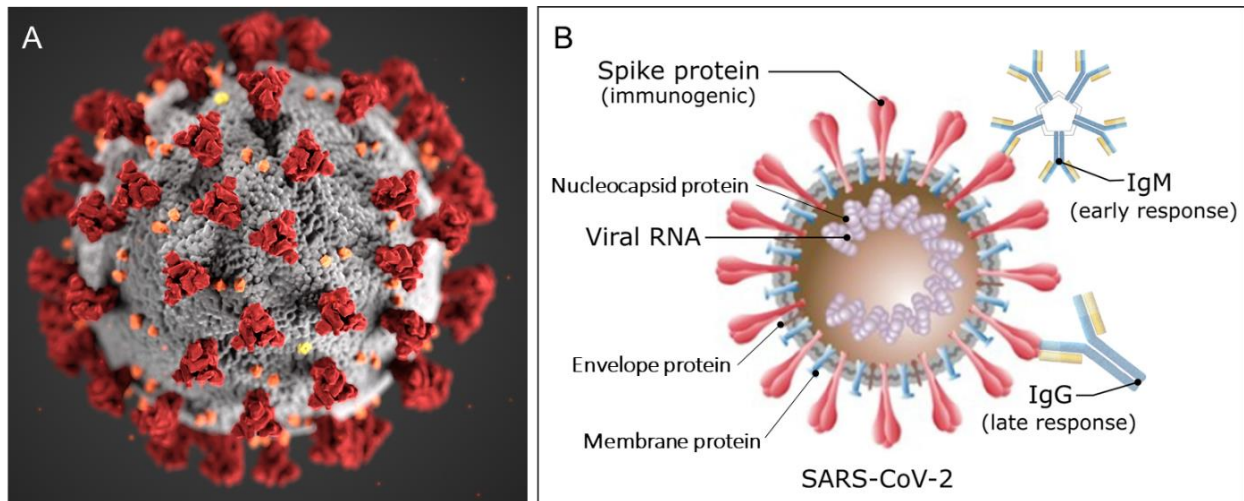 A
B
Spike protein
(immunogenic)
Nucleocapsid protein
Viral RNA
IgM
(early response)
Envelope protein
IgG
(late response)
Membrane protein
SARS-CoV-2